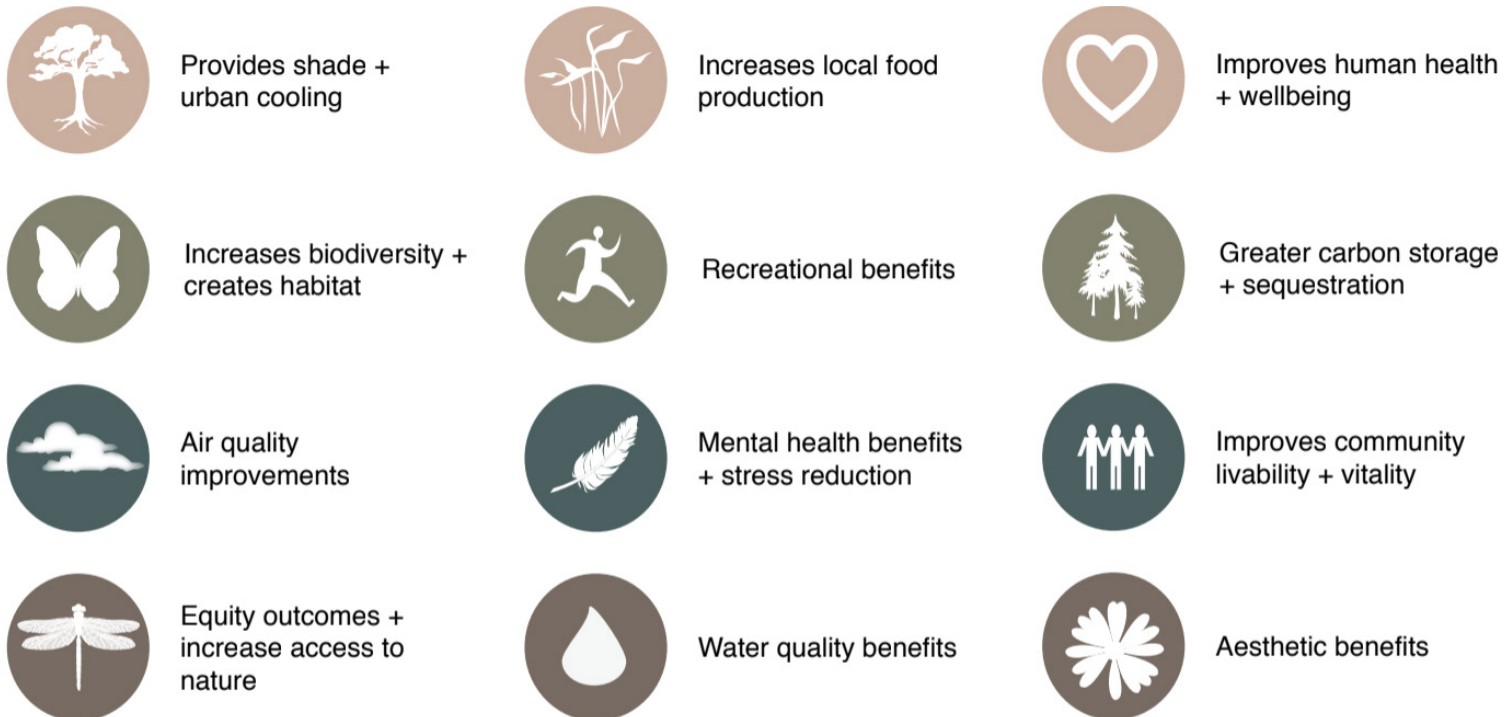 Provides shade +
urban cooling
Increases local food
production
Improves human health
+ wellbeing
Increases biodiversity +
creates habitat
Recreational benefits
Greater carbon storage
+ sequestration
Air quality
improvements
Mental health benefits
+ stress reduction
Improves community
livability + vitality
Equity outcomes +
increase access to
nature
Water quality benefits
Aesthetic benefits